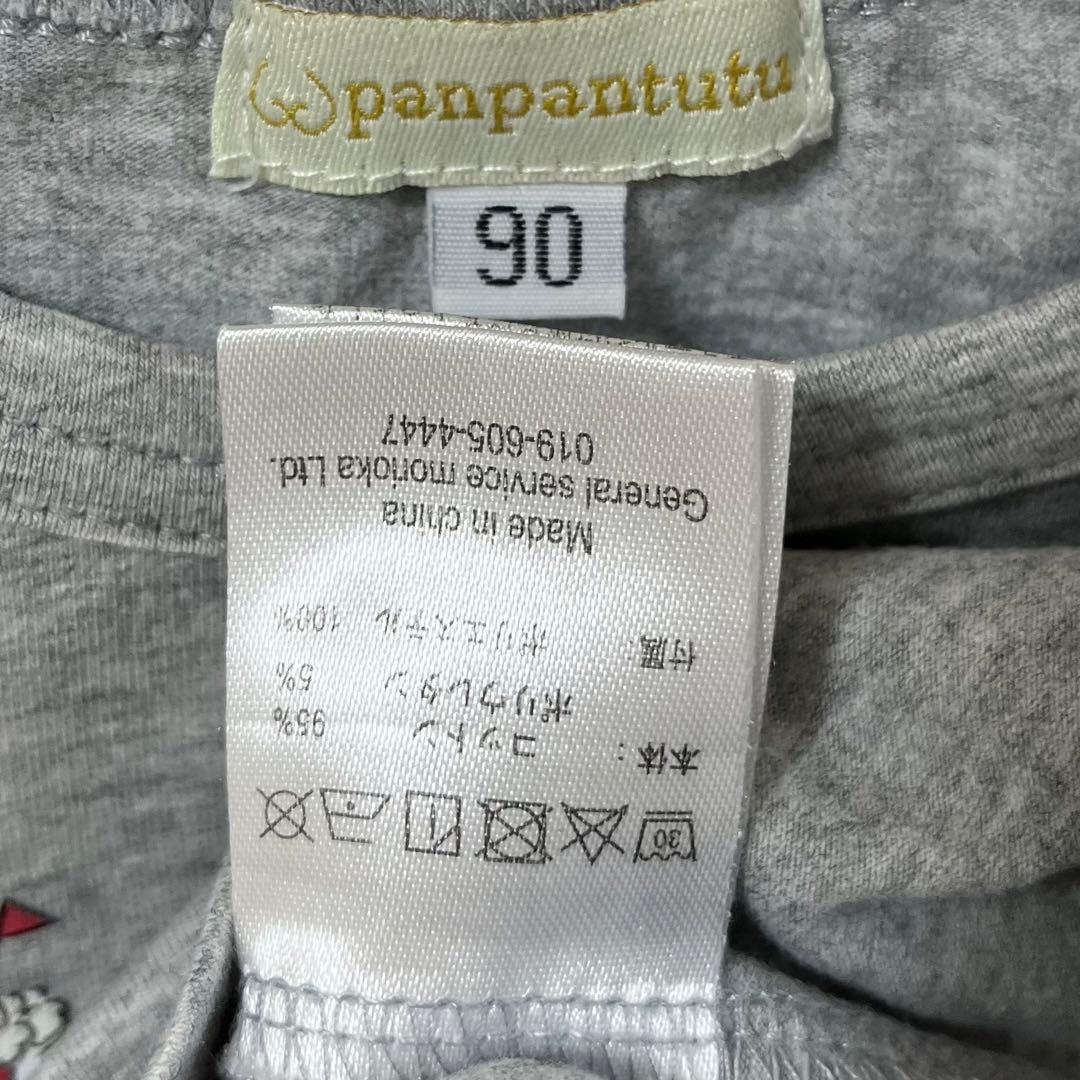 panpantutu
90
30
本体: コットン 95%
ポリウレタン 5%
付属: ポリエステル 100%
Made in china
General service morioka Ltd.
019-605-4447